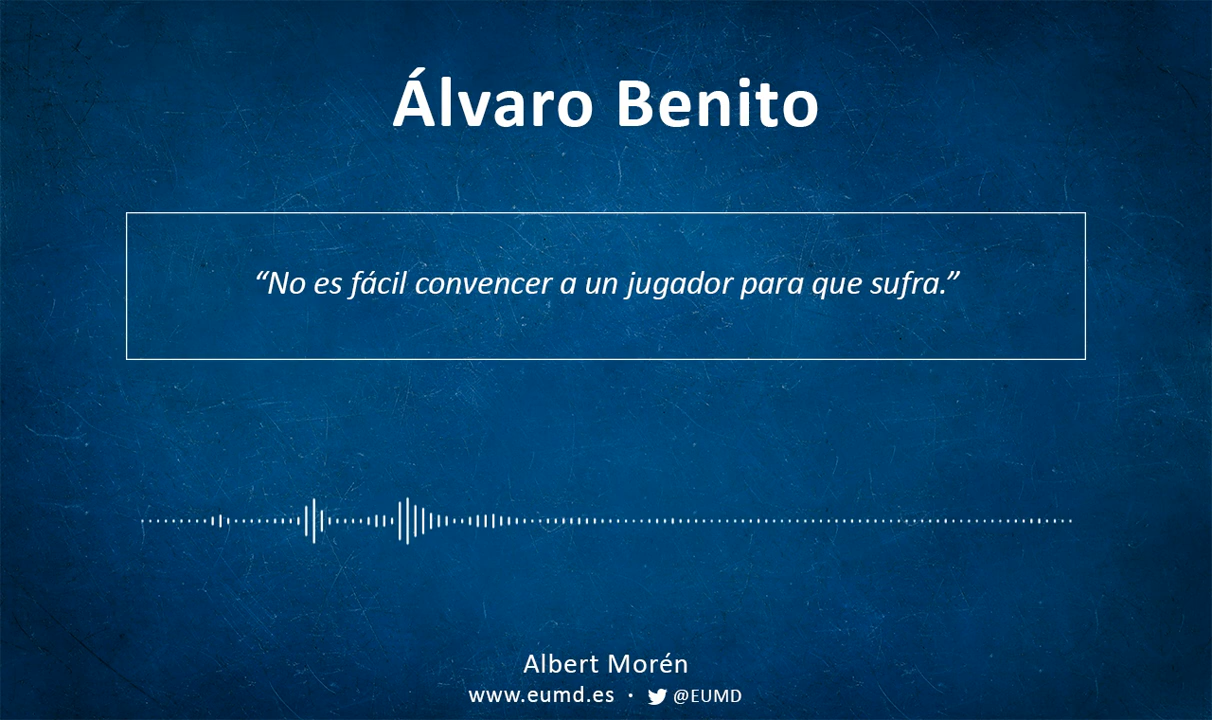 Álvaro Benito
“No es fácil convencer a un jugador para que sufra.”
Albert Morén
www.eumd.es · @EUMD